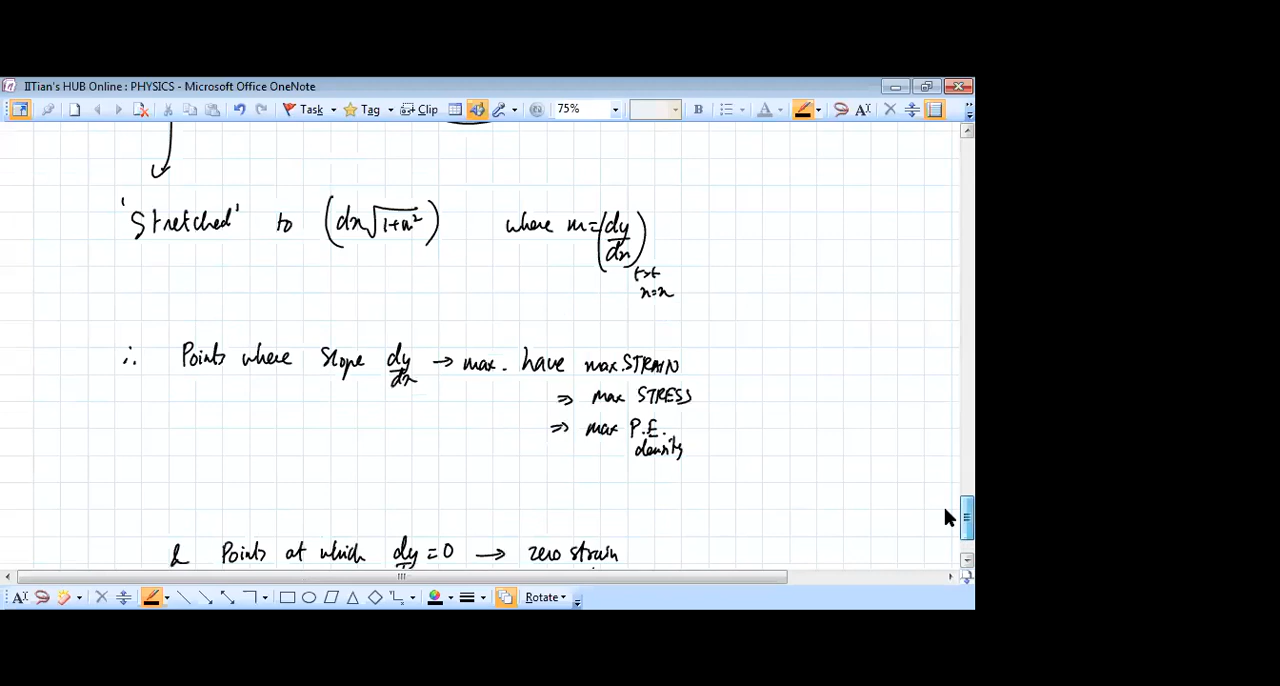 IITian's HUB Online : PHYSICS - Microsoft Office OneNote
Task Tag Clip 75% B A
'Stretched' to (dx√1+m²) where m=(dy/dx)
x=x
∴ Points where slope dy/dx → max. have max.STRAIN
⇒ max STRESS
⇒ max P.E.
density
& Points at which dy = 0 → zero strain
Rotate